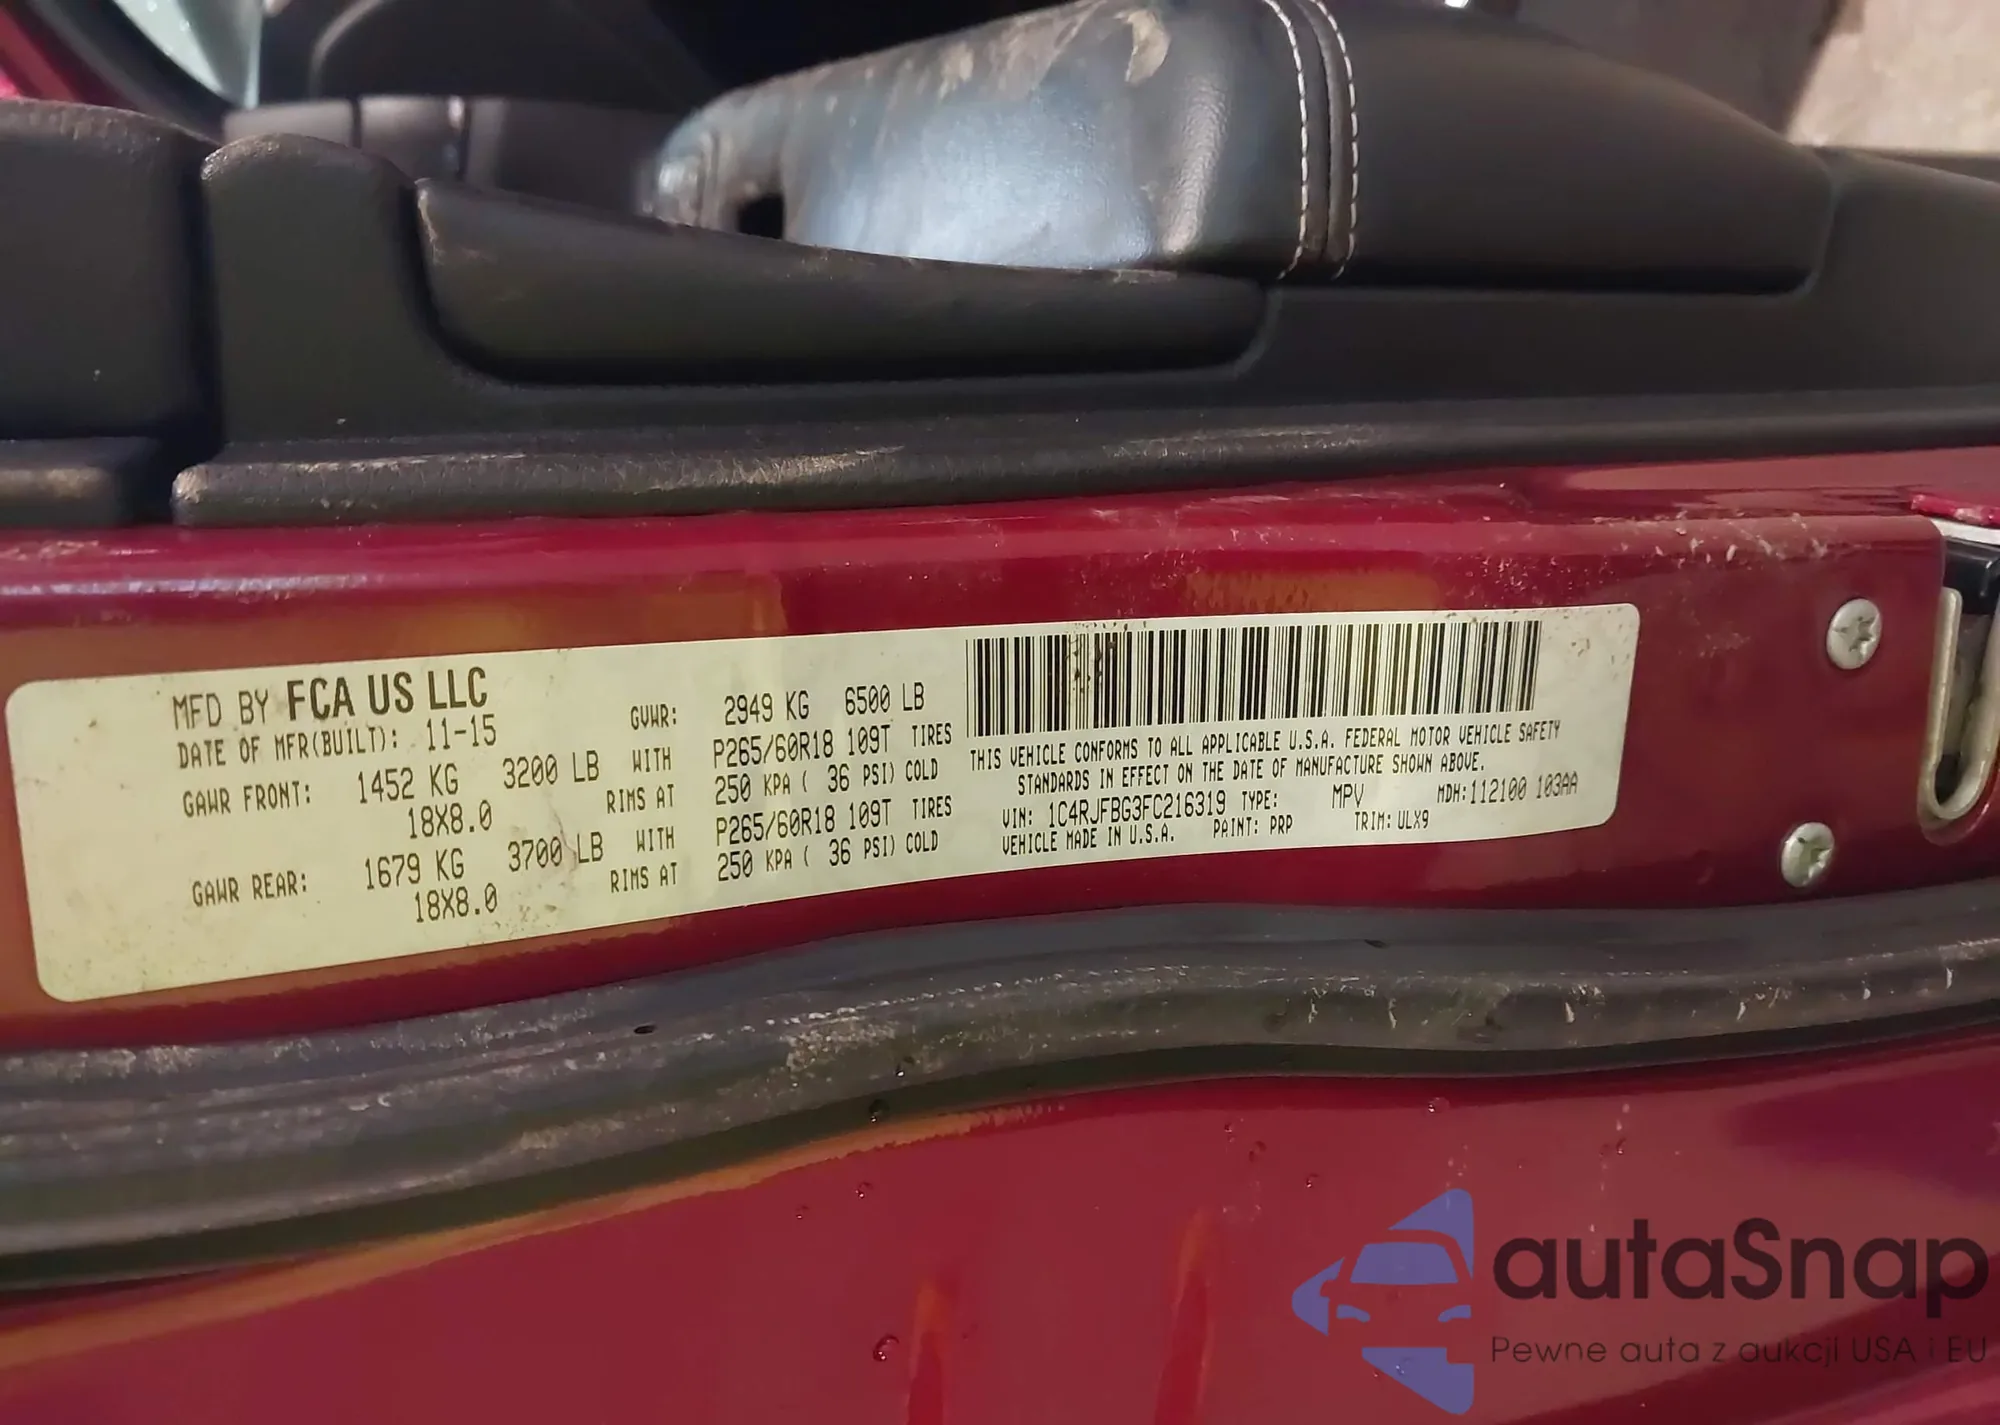 MFD BY FCA US LLC
DATE OF MFR(BUILT): 11-15
GVWR: 2949 KG 6500 LB
GAWR FRONT: 1452 KG 3200 LB WITH P265/60R18 109T TIRES
18X8.0 RIMS AT 250 KPA ( 36 PSI) COLD
GAWR REAR: 1679 KG 3700 LB WITH P265/60R18 109T TIRES
18X8.0 RIMS AT 250 KPA ( 36 PSI) COLD
THIS VEHICLE CONFORMS TO ALL APPLICABLE U.S.A. FEDERAL MOTOR VEHICLE SAFETY
STANDARDS IN EFFECT ON THE DATE OF MANUFACTURE SHOWN ABOVE.
VIN: 1C4RJFBG3FC216319 TYPE: MPV MDH:112100 103AA
VEHICLE MADE IN U.S.A. PAINT: PRP TRIM: ULX9
autaSnap
Pewne auta z aukcji USA i EU